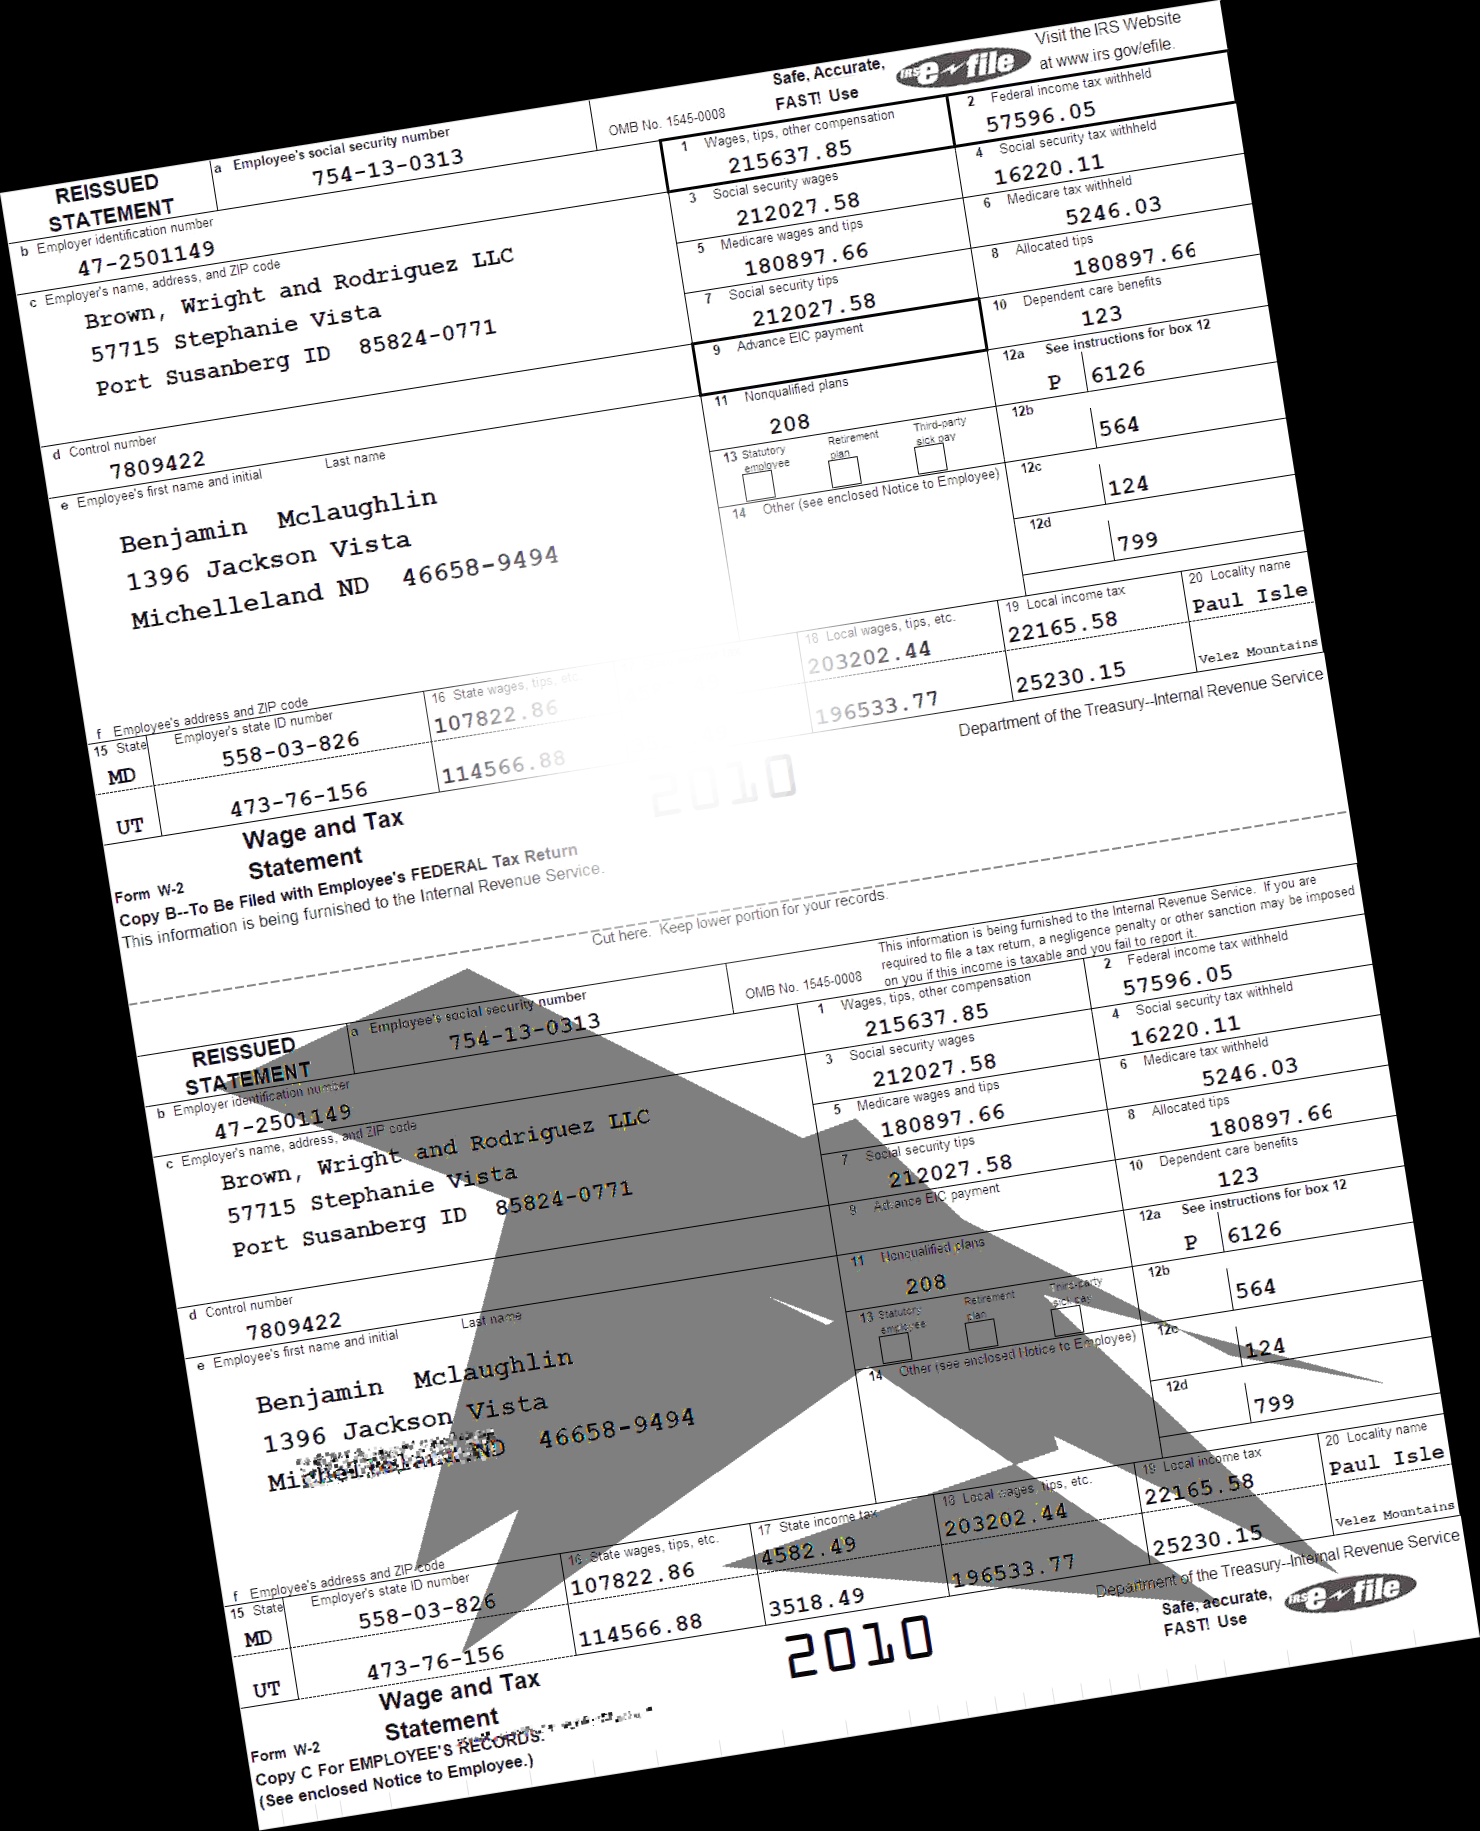 Safe, Accurate,
FAST! Use
IRS e-file
Visit the IRS Website
at www.irs gov/efile.
REISSUED
STATEMENT
a Employee's social security number
754-13-0313
OMB No. 1545-0008
1 Wages, tips, other compensation
215637.85
2 Federal income tax withheld
57596.05
3 Social security wages
212027.58
4 Social security tax withheld
16220.11
b Employer identification number
47-2501149
5 Medicare wages and tips
180897.66
6 Medicare tax withheld
5246.03
c Employer's name, address, and ZIP code
Brown, Wright and Rodriguez LLC
57715 Stephanie Vista
Port Susanberg ID 85824-0771
7 Social security tips
212027.58
8 Allocated tips
180897.66
9 Advance EIC payment
10 Dependent care benefits
123
11 Nonqualified plans
208
12a See instructions for box 12
P 6126
12b
564
12c
124
12d
799
d Control number
7809422
13 Statutory employee
Retirement plan
Third-party sick pay
14 Other (see enclosed Notice to Employee)
e Employee's first name and initial Last name
Benjamin Mclaughlin
1396 Jackson Vista
Michelleland ND 46658-9494
f Employee's address and ZIP code
15 State Employer's state ID number
16 State wages, tips, etc.
18 Local wages, tips, etc.
19 Local income tax
20 Locality name
MD 558-03-826 107822.86 203202.44 22165.58 Paul Isle
UT 473-76-156 114566.88 196533.77 25230.15 Velez Mountains
Form W-2
Wage and Tax
Statement
2010
Department of the Treasury--Internal Revenue Service
Copy B--To Be Filed with Employee's FEDERAL Tax Return
This information is being furnished to the Internal Revenue Service.
Cut here. Keep lower portion for your records.
REISSUED
STATEMENT
a Employee's social security number
754-13-0313
OMB No. 1545-0008
This information is being furnished to the Internal Revenue Service. If you are
required to file a tax return, a negligence penalty or other sanction may be imposed
on you if this income is taxable and you fail to report it.
1 Wages, tips, other compensation
215637.85
2 Federal income tax withheld
57596.05
3 Social security wages
212027.58
4 Social security tax withheld
16220.11
b Employer identification number
47-2501149
5 Medicare wages and tips
180897.66
6 Medicare tax withheld
5246.03
c Employer's name, address, and ZIP code
Brown, Wright and Rodriguez LLC
57715 Stephanie Vista
Port Susanberg ID 85824-0771
7 Social security tips
212027.58
8 Allocated tips
180897.66
9 Advance EIC payment
10 Dependent care benefits
123
11 Nonqualified plans
208
12a See instructions for box 12
P 6126
12b
564
12c
124
12d
799
d Control number
7809422
13 Statutory employee
Retirement plan
Third-party sick pay
14 Other (see enclosed Notice to Employee)
e Employee's first name and initial Last name
Benjamin Mclaughlin
1396 Jackson Vista
ND 46658-9494
f Employee's address and ZIP code
15 State Employer's state ID number
16 State wages, tips, etc.
17 State income tax
18 Local wages, tips, etc.
19 Local income tax
20 Locality name
MD 558-03-826 107822.86 4582.49 203202.44 22165.58 Paul Isle
UT 473-76-156 114566.88 3518.49 196533.77 25230.15 Velez Mountains
Form W-2
Wage and Tax
Statement
2010
Department of the Treasury--Internal Revenue Service
Safe, accurate,
FAST! Use
IRS e-file
Copy C For EMPLOYEE'S RECORDS.
(See enclosed Notice to Employee.)